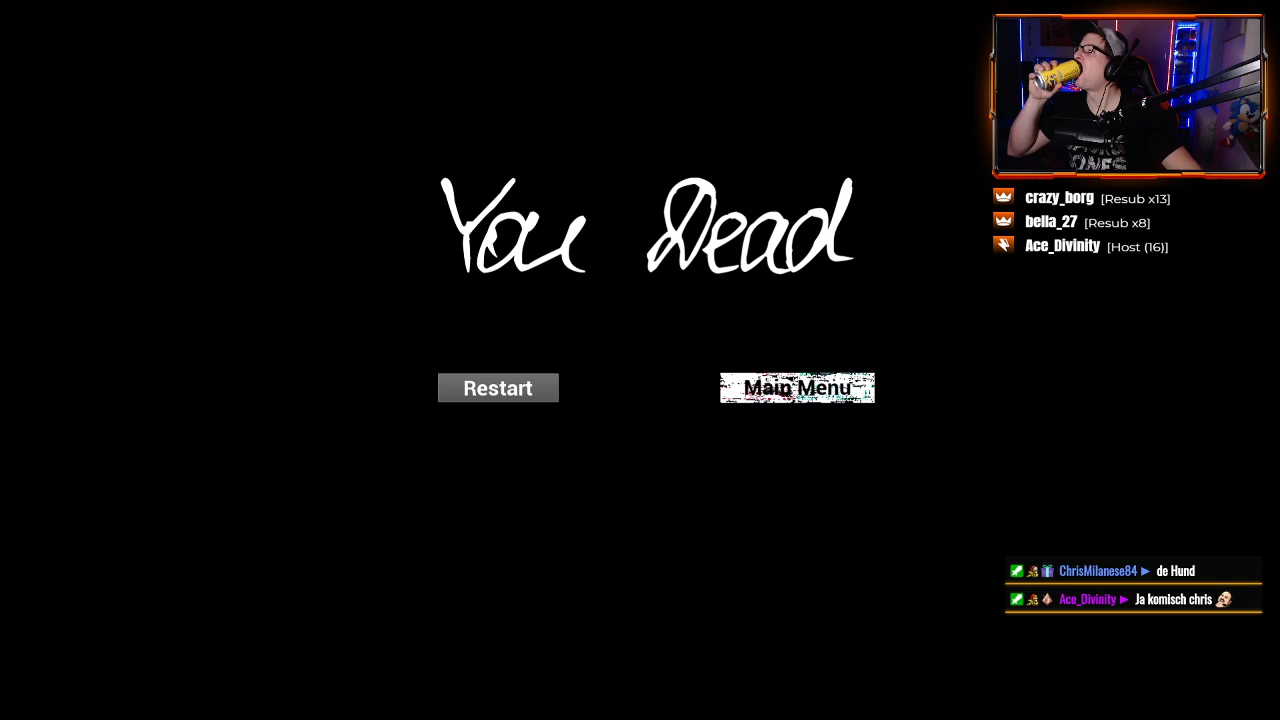 You Dead
Restart
Main Menu
crazy_borg [Resub x13]
bella_27 [Resub x8]
Ace_Divinity [Host (16)]
ChrisMilanese84 ► de Hund
Ace_Divinity ► Ja komisch chris